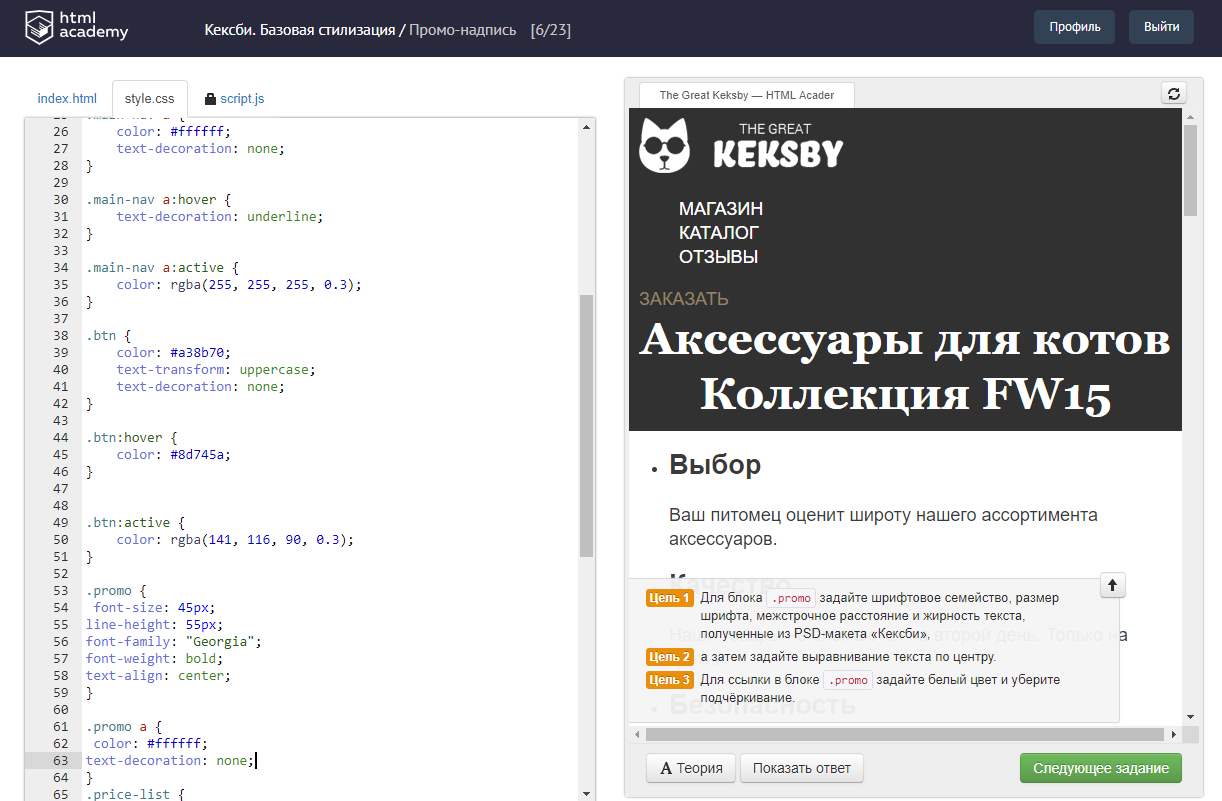 html
academy
Кексби. Базовая стилизация / Промо-надпись [6/23]
Профиль
Выйти
index.html
style.css
script.js
26 color: #ffffff;
27 text-decoration: none;
28 }
29
30 .main-nav a:hover {
31 text-decoration: underline;
32 }
33
34 .main-nav a:active {
35 color: rgba(255, 255, 255, 0.3);
36 }
37
38 .btn {
39 color: #a38b70;
40 text-transform: uppercase;
41 text-decoration: none;
42 }
43
44 .btn:hover {
45 color: #8d745a;
46 }
47
48
49 .btn:active {
50 color: rgba(141, 116, 90, 0.3);
51 }
52
53 .promo {
54 font-size: 45px;
55 line-height: 55px;
56 font-family: "Georgia";
57 font-weight: bold;
58 text-align: center;
59 }
60
61 .promo a {
62 color: #ffffff;
63 text-decoration: none;
64 }
65 .price-list {
The Great Keksby — HTML Acader
THE GREAT
KEKSBY
МАГАЗИН
КАТАЛОГ
ОТЗЫВЫ
ЗАКАЗАТЬ
Аксессуары для котов
Коллекция FW15
Выбор
Ваш питомец оценит широту нашего ассортимента
аксессуаров.
Качество
Цель 1 Для блока .promo задайте шрифтовое семейство, размер
шрифта, межстрочное расстояние и жирность текста,
полученные из PSD-макета «Кексби»,
второй день. Только на
Цель 2 а затем задайте выравнивание текста по центру.
Цель 3 Для ссылки в блоке .promo задайте белый цвет и уберите
подчёркивание.
Безопасность
A Теория
Показать ответ
Следующее задание